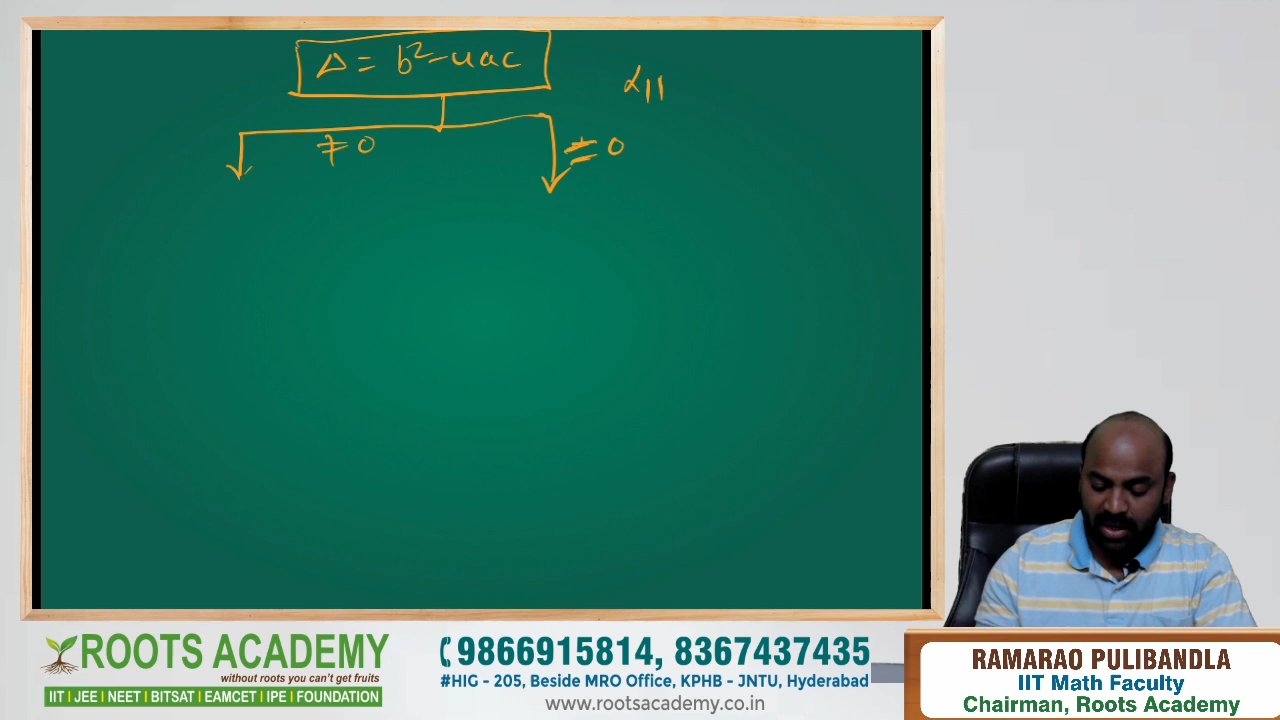 Δ = b²-4ac
α,,
≠ 0
= 0
ROOTS ACADEMY
without roots you can't get fruits
IIT I JEE I NEET I BITSAT I EAMCET I IPE I FOUNDATION
9866915814, 8367437435
#HIG - 205, Beside MRO Office, KPHB - JNTU, Hyderabad
www.rootsacademy.co.in
RAMARAO PULIBANDLA
IIT Math Faculty
Chairman, Roots Academy